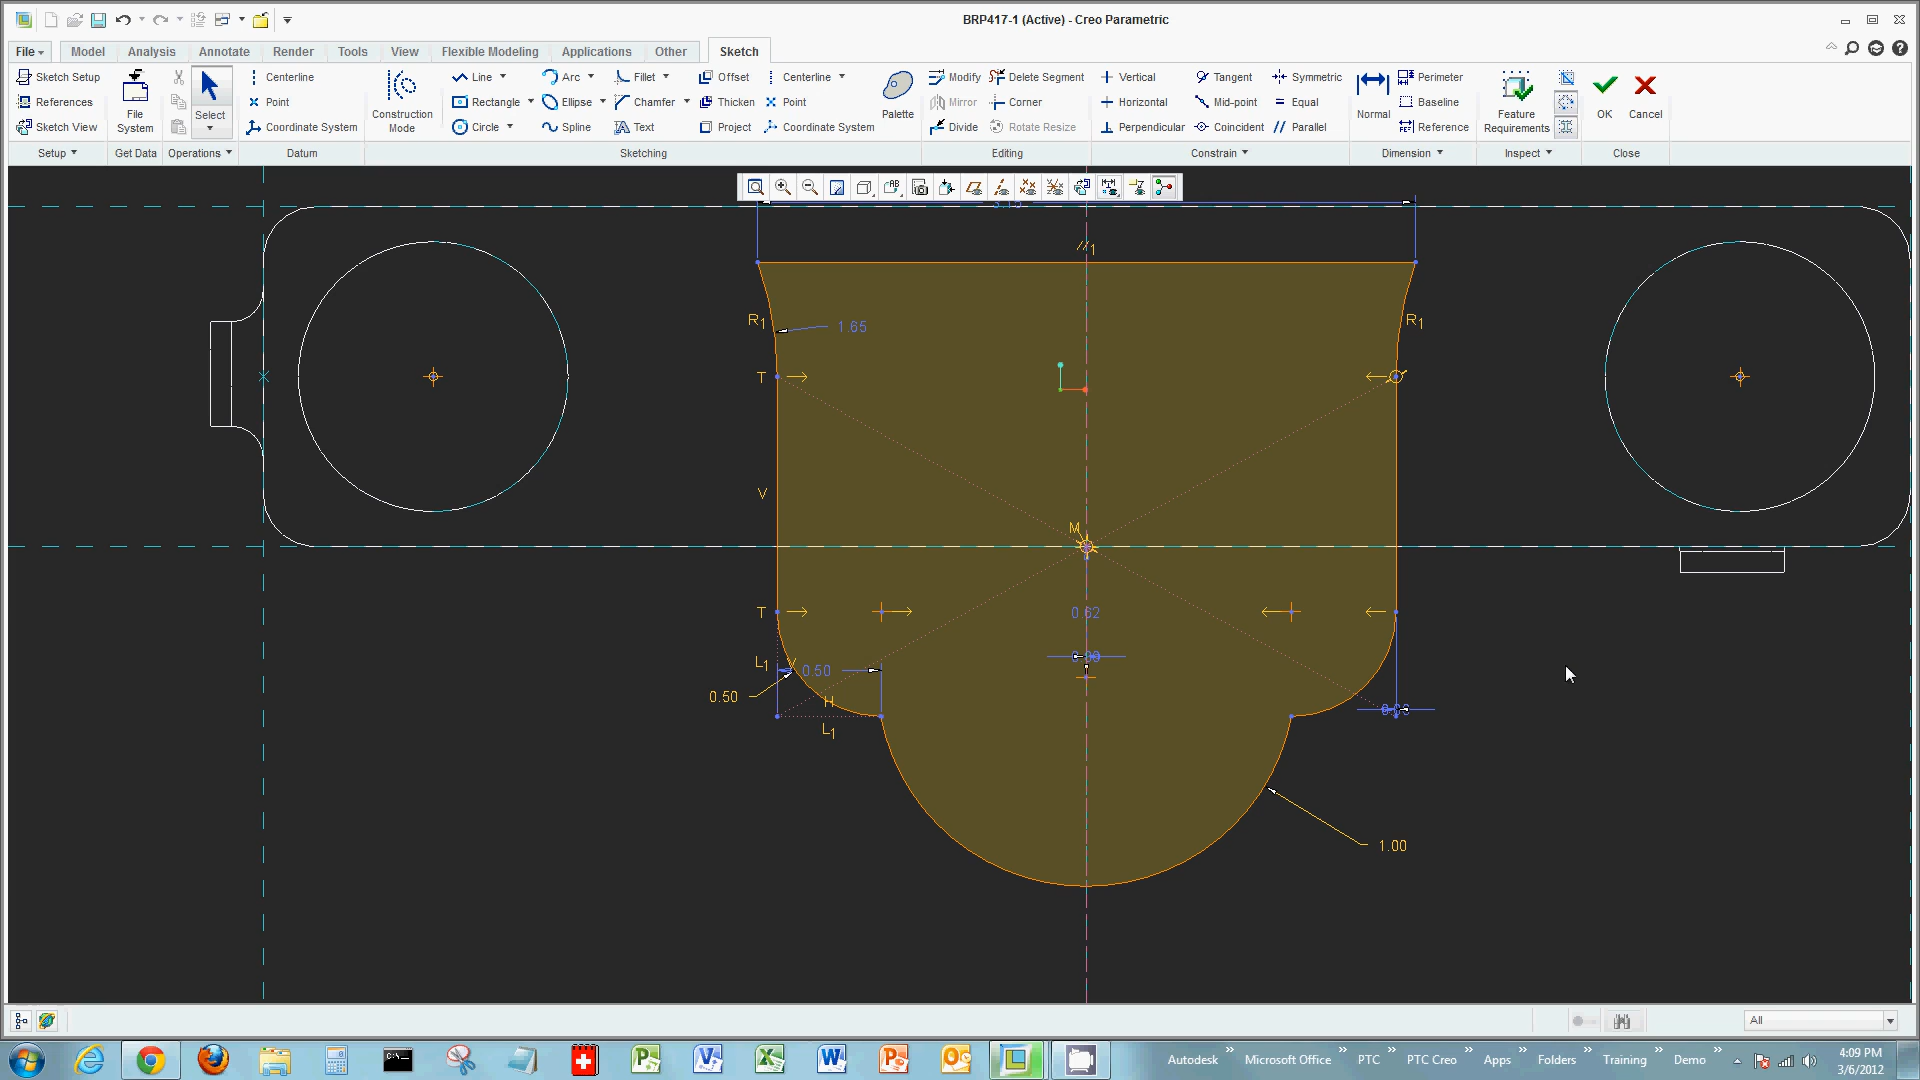 BRP417-1 (Active) - Creo Parametric
File Model Analysis Annotate Render Tools View Flexible Modeling Applications Other Sketch
Sketch Setup
References
Sketch View
Setup
File System
Get Data
Select
Operations
Centerline
Point
Coordinate System
Datum
Construction Mode
Line Arc Fillet Offset Centerline
Rectangle Ellipse Chamfer Thicken Point
Circle Spline Text Project Coordinate System
Palette
Sketching
Modify Delete Segment
Mirror Corner
Divide Rotate Resize
Editing
Vertical Tangent Symmetric
Horizontal Mid-point Equal
Perpendicular Coincident Parallel
Constrain
Normal
Perimeter
Baseline
Reference
Dimension
Feature Requirements
Inspect
OK Cancel
Close
//1
R1 1.65 R1
T
V
M
T 0.62
L1 V 0.50
0.50 H
L1
1.00
All
C:\
Autodesk Microsoft Office PTC PTC Creo Apps Folders Training Demo
4:09 PM
3/6/2012